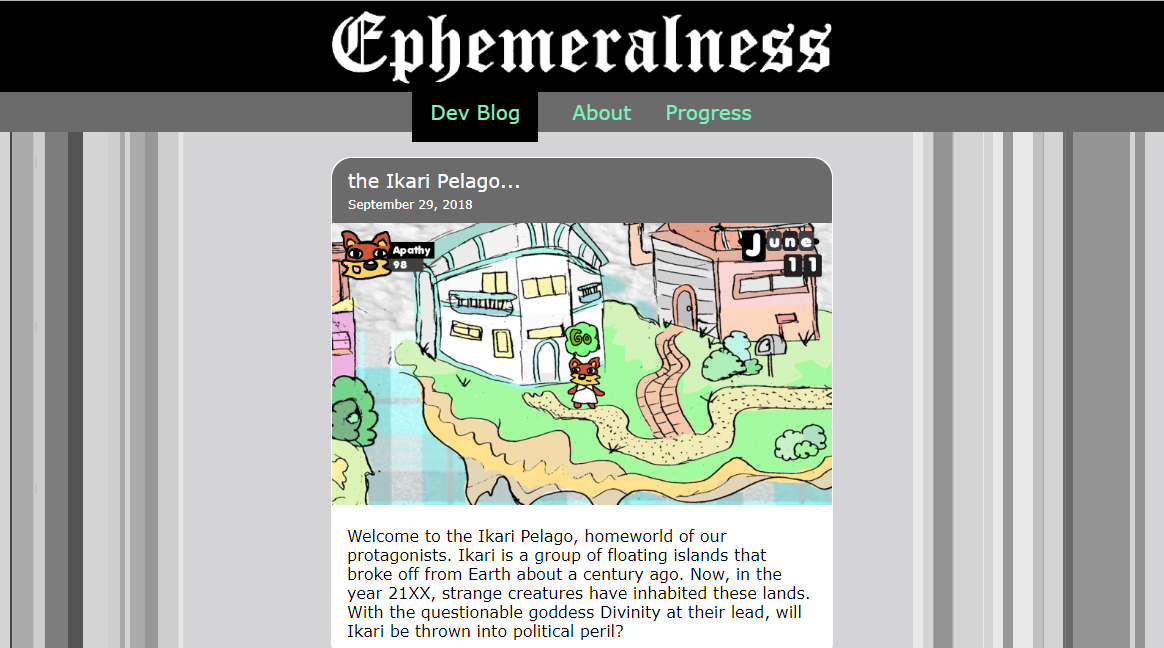 Ephemeralness
Dev Blog About Progress
the Ikari Pelago...
September 29, 2018
Apathy
98
June
11
Go
3
Welcome to the Ikari Pelago, homeworld of our
protagonists. Ikari is a group of floating islands that
broke off from Earth about a century ago. Now, in the
year 21XX, strange creatures have inhabited these lands.
With the questionable goddess Divinity at their lead, will
Ikari be thrown into political peril?